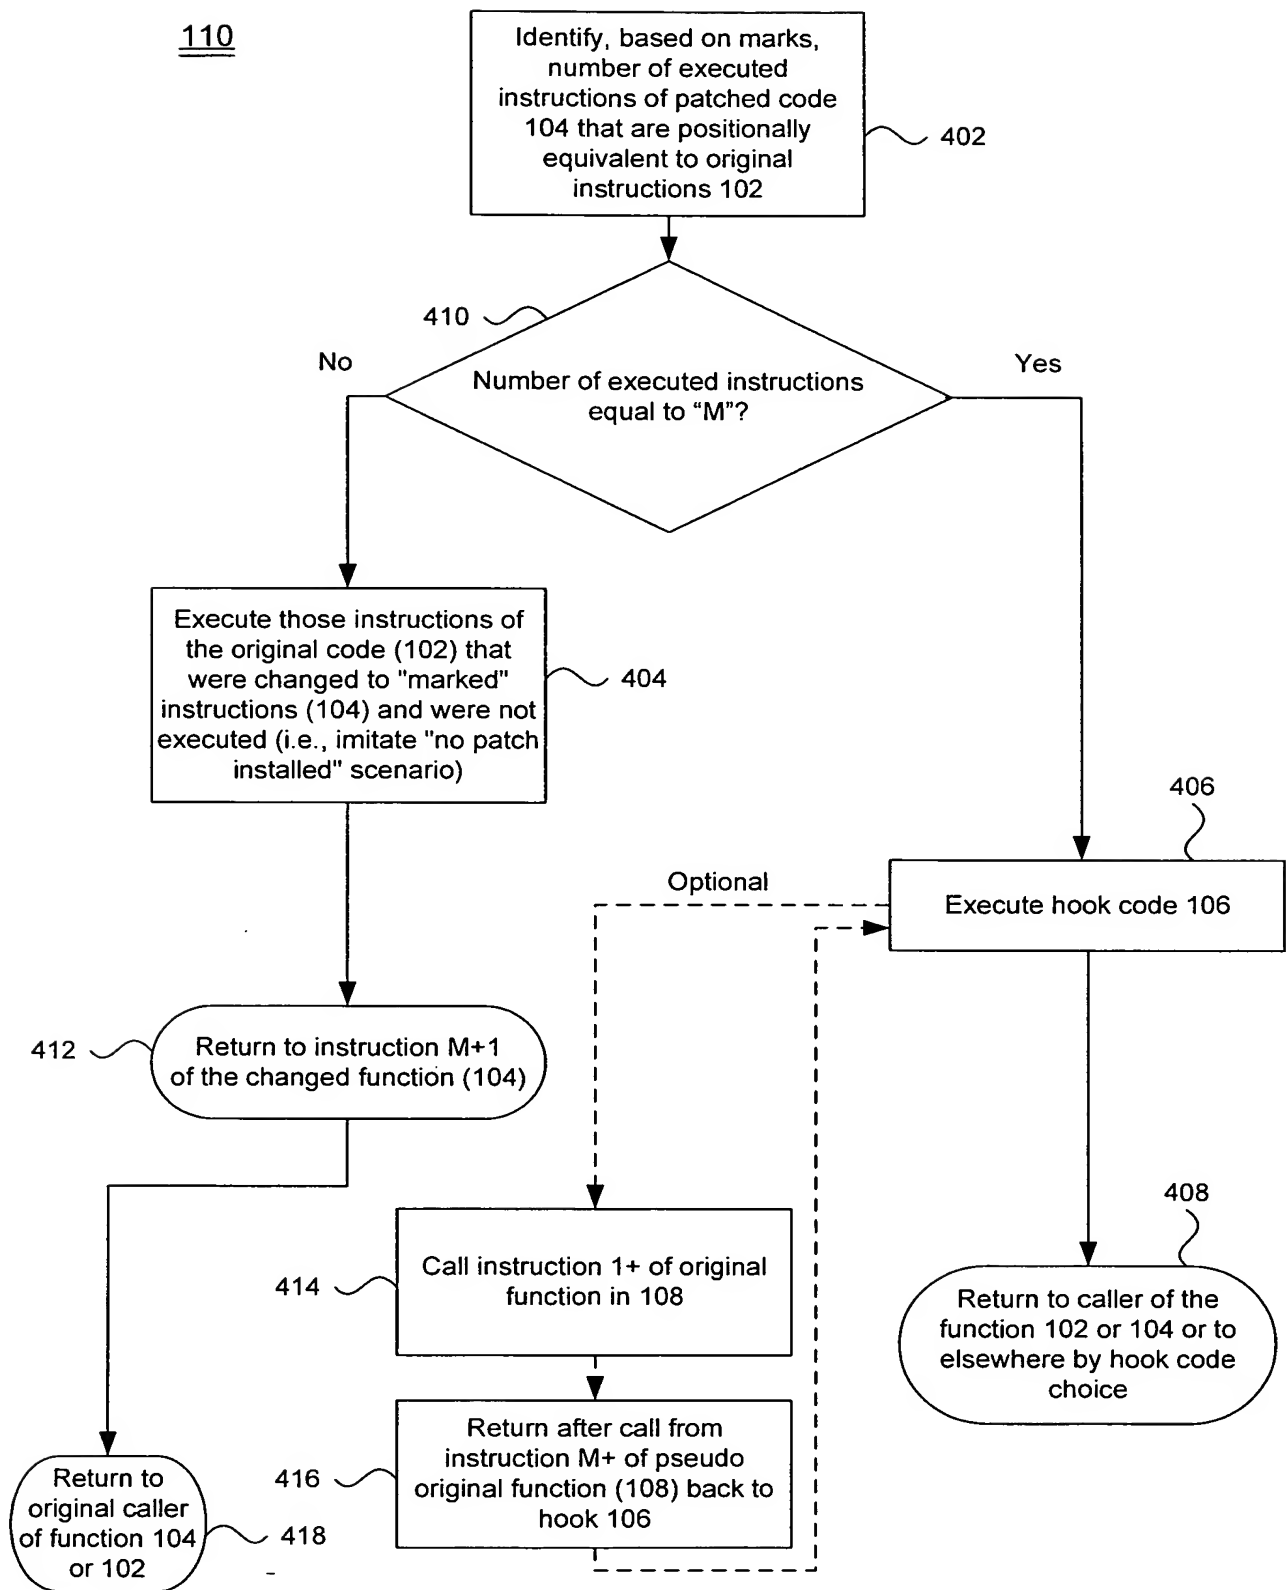 110
Identify, based on marks,
number of executed
instructions of patched code
104 that are positionally
equivalent to original
instructions 102
402
410
No
Yes
Number of executed instructions
equal to “M”?
Execute those instructions of
the original code (102) that
were changed to "marked"
instructions (104) and were not
executed (i.e., imitate "no patch
installed" scenario)
404
406
Optional
Execute hook code 106
412
Return to instruction M+1
of the changed function (104)
408
414
Call instruction 1+ of original
function in 108
Return to caller of the
function 102 or 104 or to
elsewhere by hook code
choice
416
Return after call from
instruction M+ of pseudo
original function (108) back to
hook 106
Return to
original caller
of function 104
or 102
418